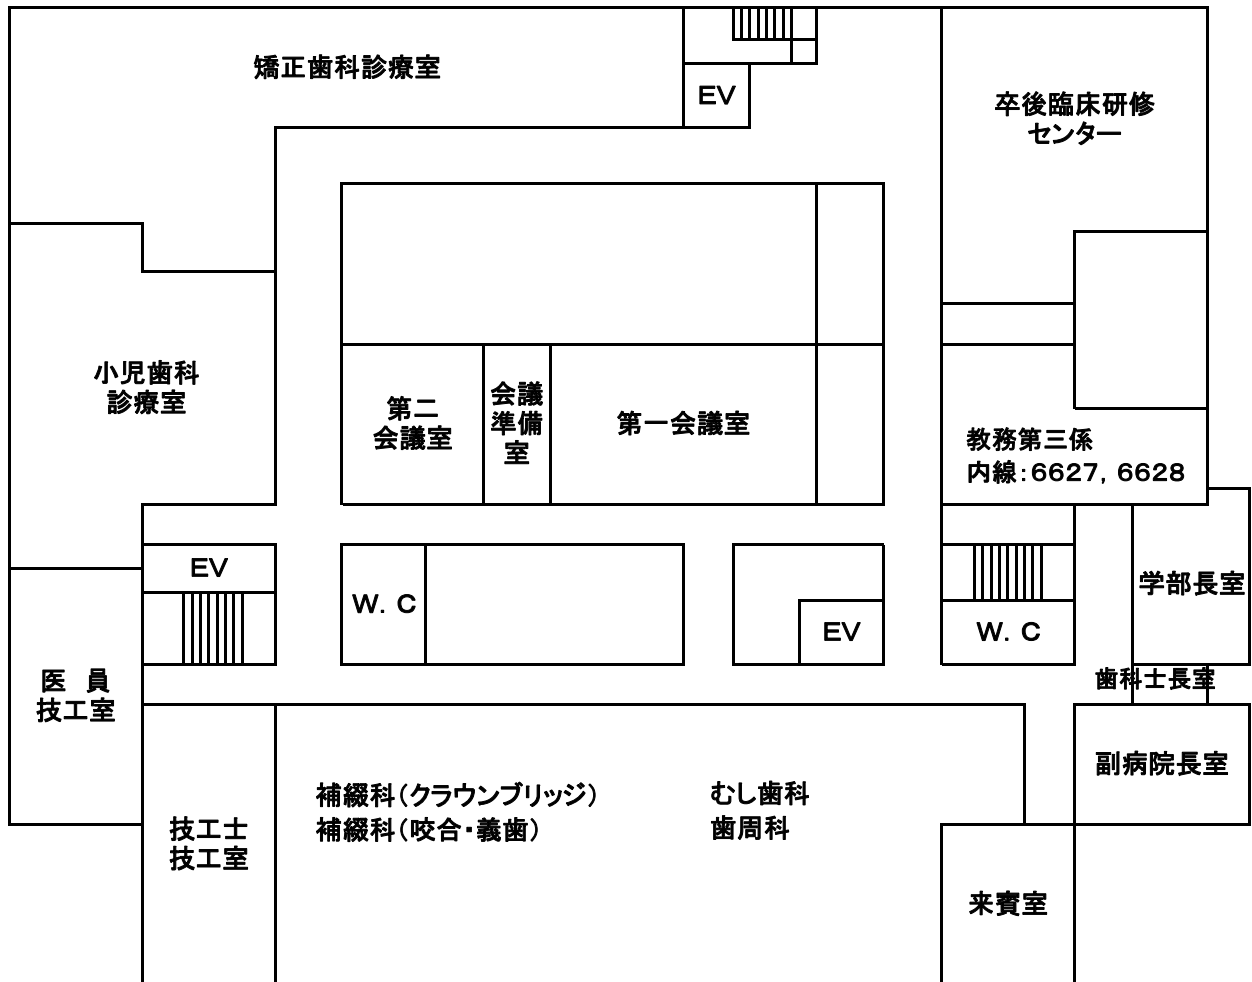 矯正歯科診療室
EV
卒後臨床研修
センター
小児歯科
診療室
第二
会議室
会議
準備
室
第一会議室
教務第三係
内線：6627，6628
EV
W．C
EV
W．C
学部長室
医　員
技工室
歯科士長室
副病院長室
技工士
技工室
補綴科（クラウンブリッジ）
補綴科（咬合・義歯）
むし歯科
歯周科
来賓室